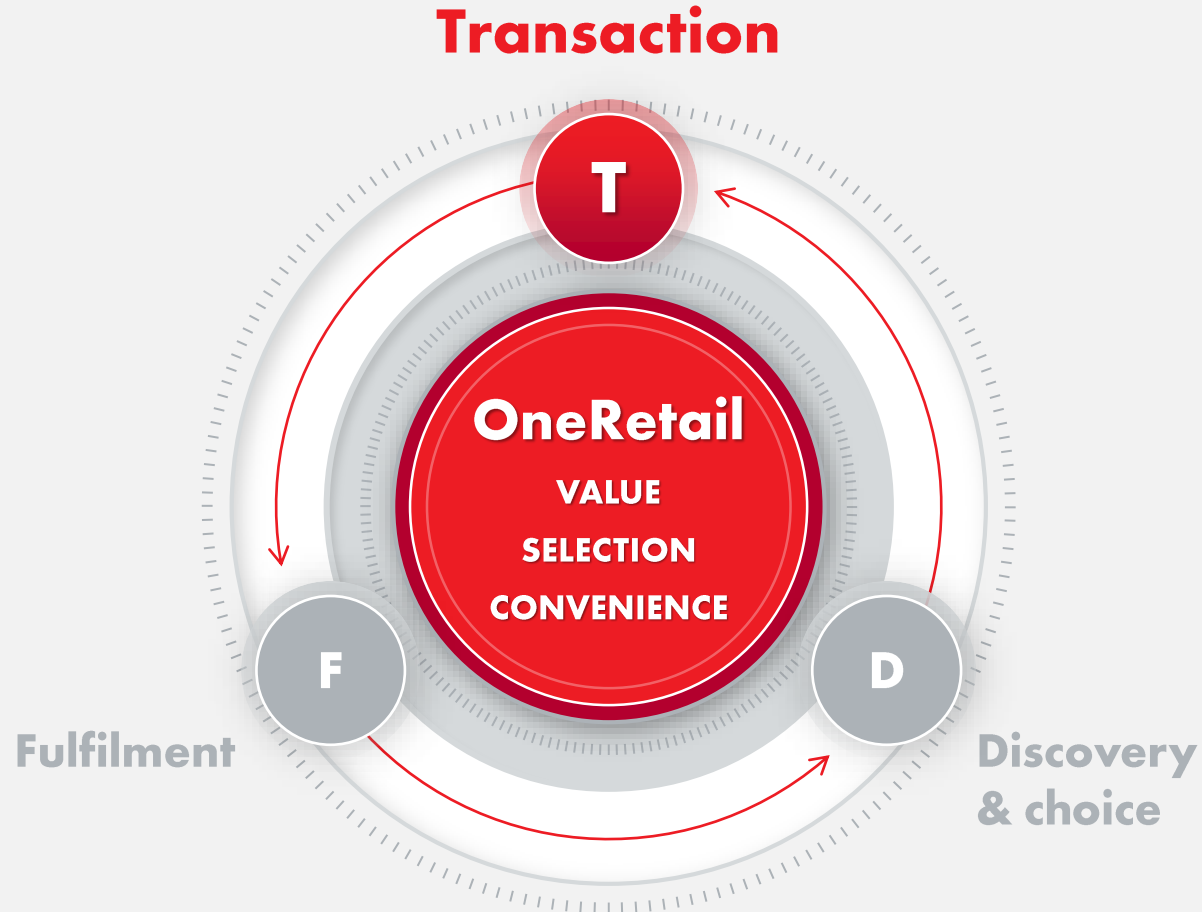 Transaction
T
OneRetail
VALUE
SELECTION
CONVENIENCE
F
D
Fulfilment
Discovery
& choice